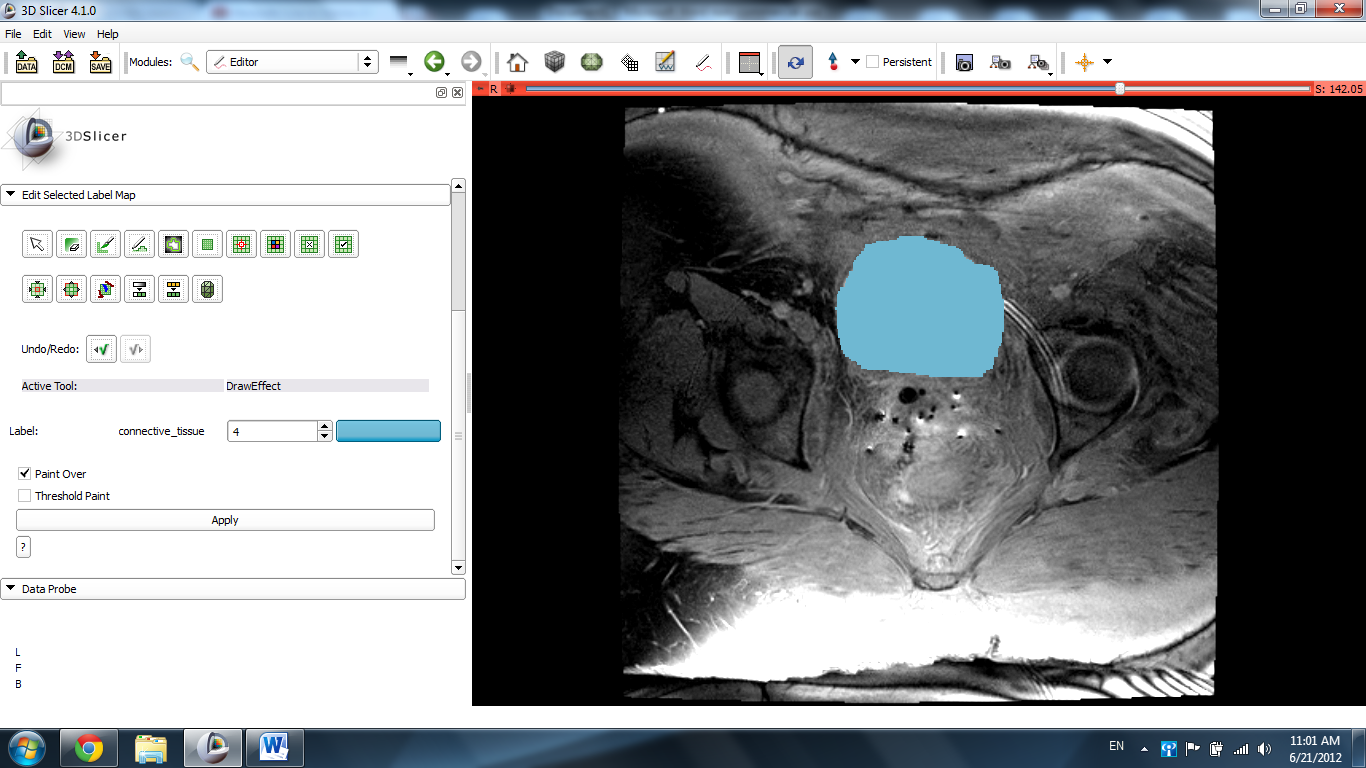 3D Slicer 4.1.0
File Edit View Help
DATA DCM SAVE Modules: Editor Persistent
R S: 142.05
3DSlicer
Edit Selected Label Map
Undo/Redo:
Active Tool: DrawEffect
Label: connective_tissue 4
Paint Over
Threshold Paint
Apply
?
Data Probe
L
F
B
EN 11:01 AM
6/21/2012